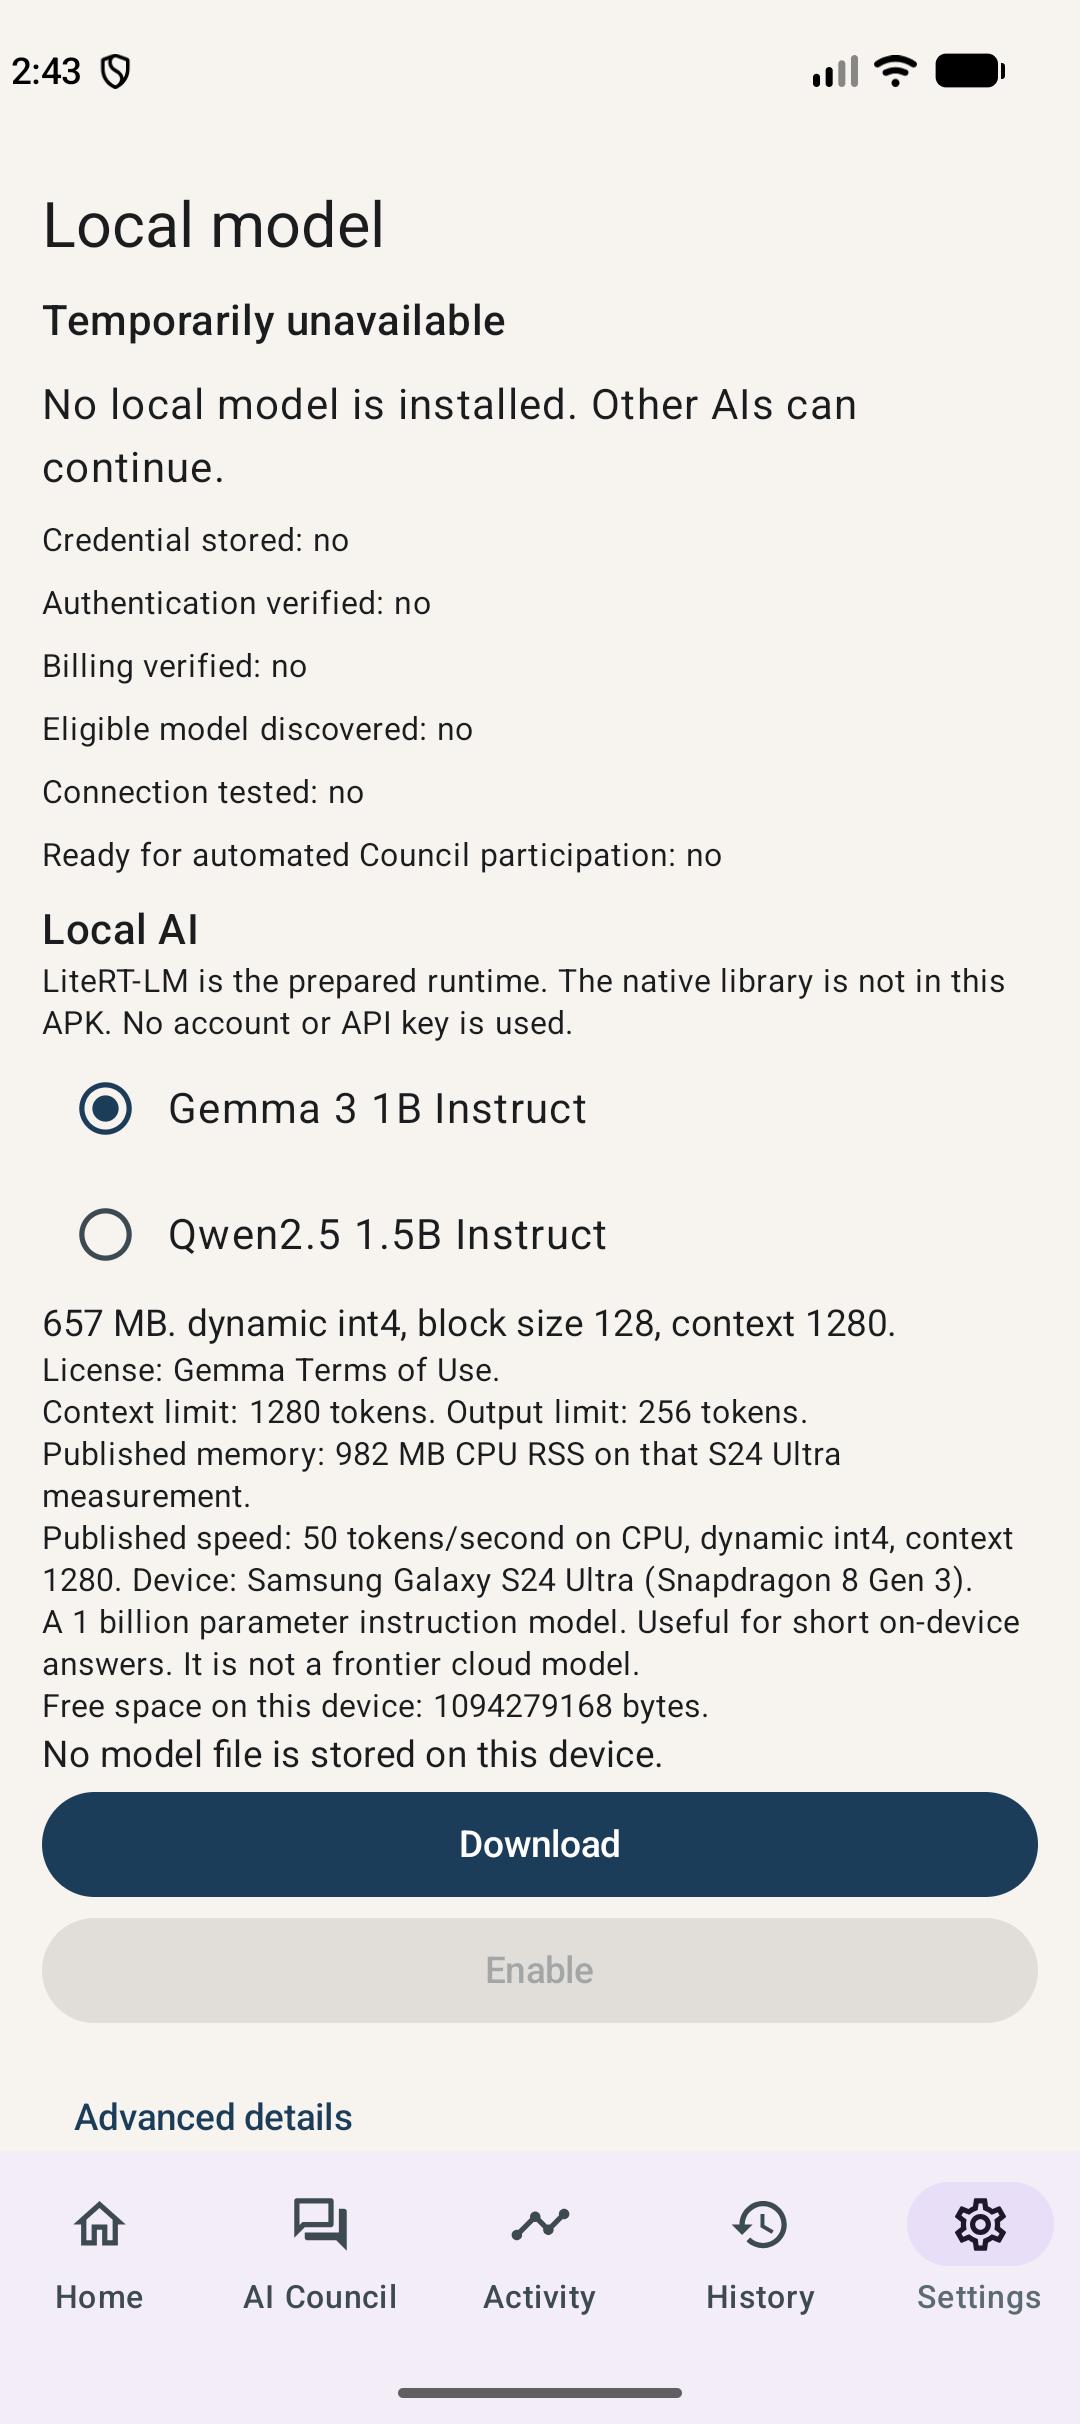 2:43
Local model
Temporarily unavailable
No local model is installed. Other AIs can
continue.
Credential stored: no
Authentication verified: no
Billing verified: no
Eligible model discovered: no
Connection tested: no
Ready for automated Council participation: no
Local AI
LiteRT-LM is the prepared runtime. The native library is not in this
APK. No account or API key is used.
Gemma 3 1B Instruct
Qwen2.5 1.5B Instruct
657 MB. dynamic int4, block size 128, context 1280.
License: Gemma Terms of Use.
Context limit: 1280 tokens. Output limit: 256 tokens.
Published memory: 982 MB CPU RSS on that S24 Ultra
measurement.
Published speed: 50 tokens/second on CPU, dynamic int4, context
1280. Device: Samsung Galaxy S24 Ultra (Snapdragon 8 Gen 3).
A 1 billion parameter instruction model. Useful for short on-device
answers. It is not a frontier cloud model.
Free space on this device: 1094279168 bytes.
No model file is stored on this device.
Download
Enable
Advanced details
Home
AI Council
Activity
History
Settings